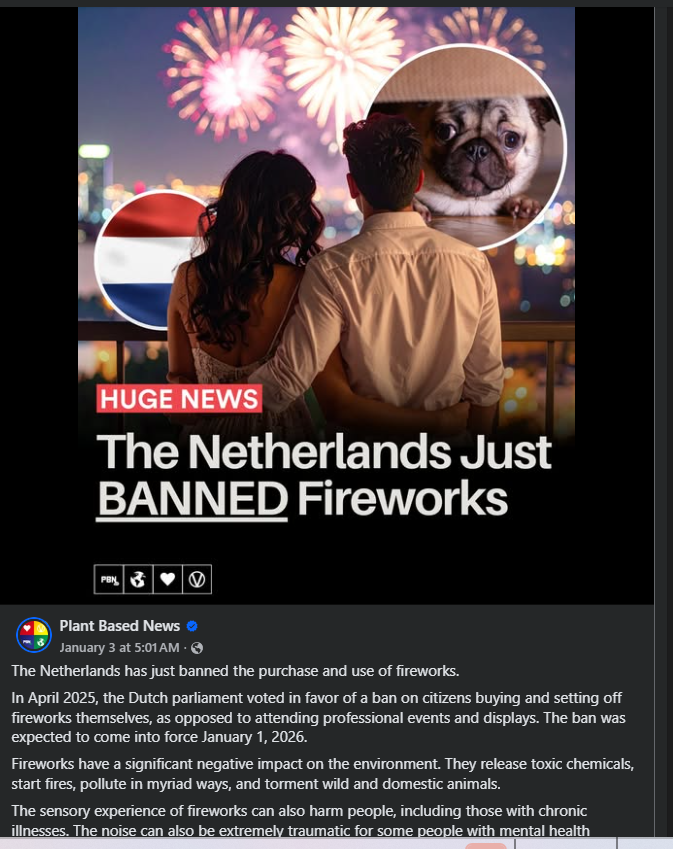 HUGE NEWS
The Netherlands Just
BANNED Fireworks
PBN
Plant Based News
January 3 at 5:01 AM ·
The Netherlands has just banned the purchase and use of fireworks.
In April 2025, the Dutch parliament voted in favor of a ban on citizens buying and setting off
fireworks themselves, as opposed to attending professional events and displays. The ban was
expected to come into force January 1, 2026.
Fireworks have a significant negative impact on the environment. They release toxic chemicals,
start fires, pollute in myriad ways, and torment wild and domestic animals.
The sensory experience of fireworks can also harm people, including those with chronic
illnesses. The noise can also be extremely traumatic for some people with mental health